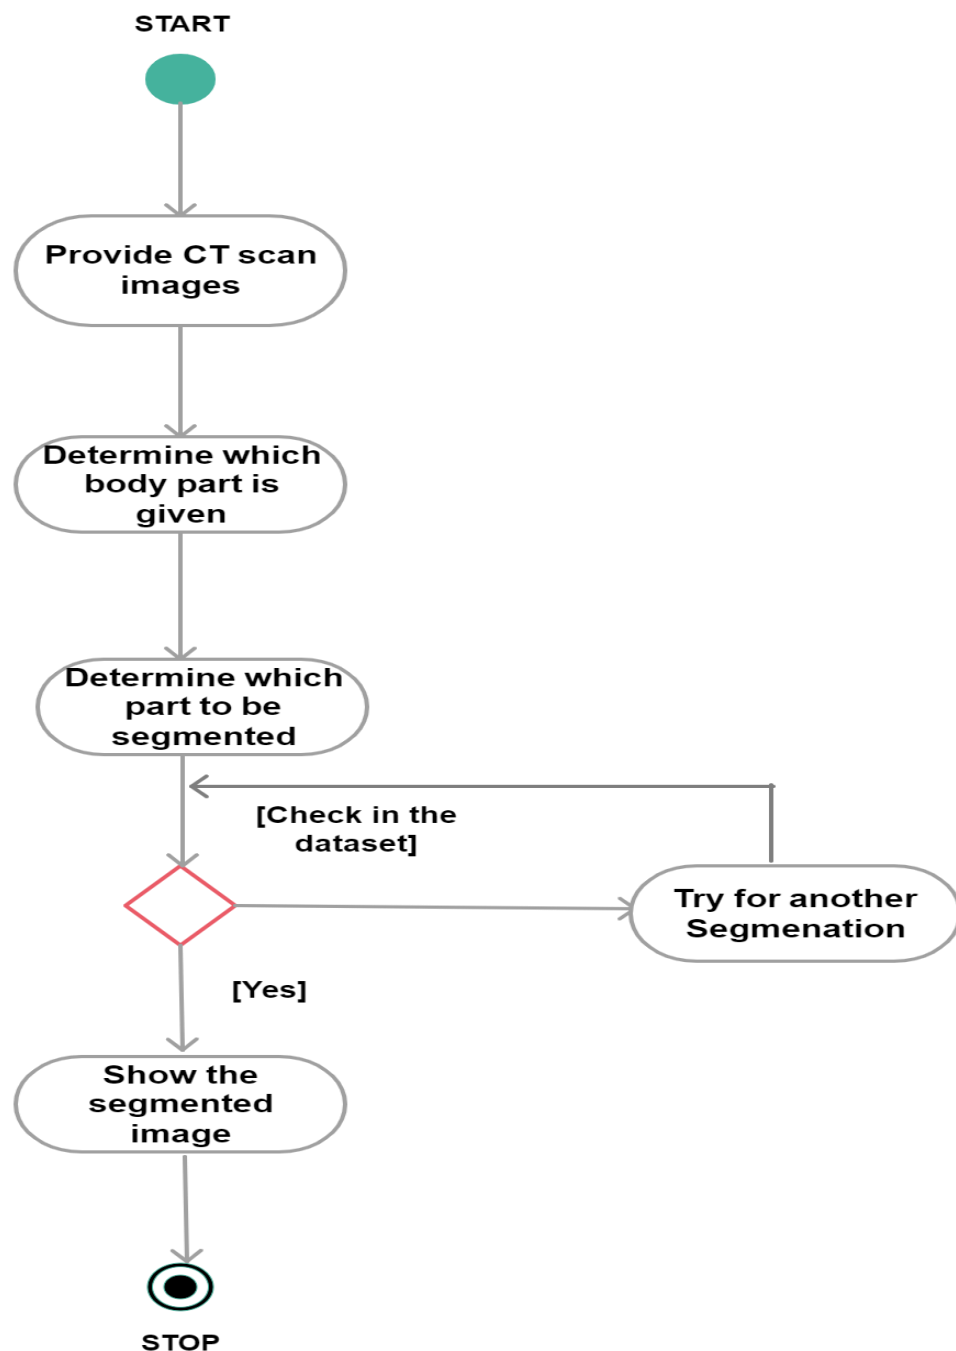 START
Provide CT scan
images
Determine which
body part is
given
Determine which
part to be
segmented
[Check in the
dataset]
Try for another
Segmenation
[Yes]
Show the
segmented
image
STOP